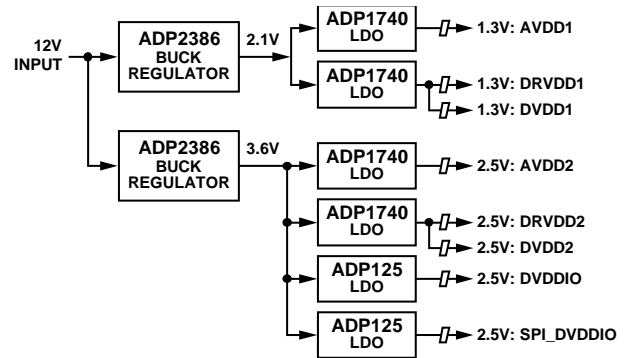 12V
INPUT
ADP2386
BUCK
REGULATOR
2.1V
ADP1740
LDO
1.3V: AVDD1
ADP1740
LDO
1.3V: DRVDD1
1.3V: DVDD1
ADP2386
BUCK
REGULATOR
3.6V
ADP1740
LDO
2.5V: AVDD2
ADP1740
LDO
2.5V: DRVDD2
2.5V: DVDD2
ADP125
LDO
2.5V: DVDDIO
ADP125
LDO
2.5V: SPI_DVDDIO